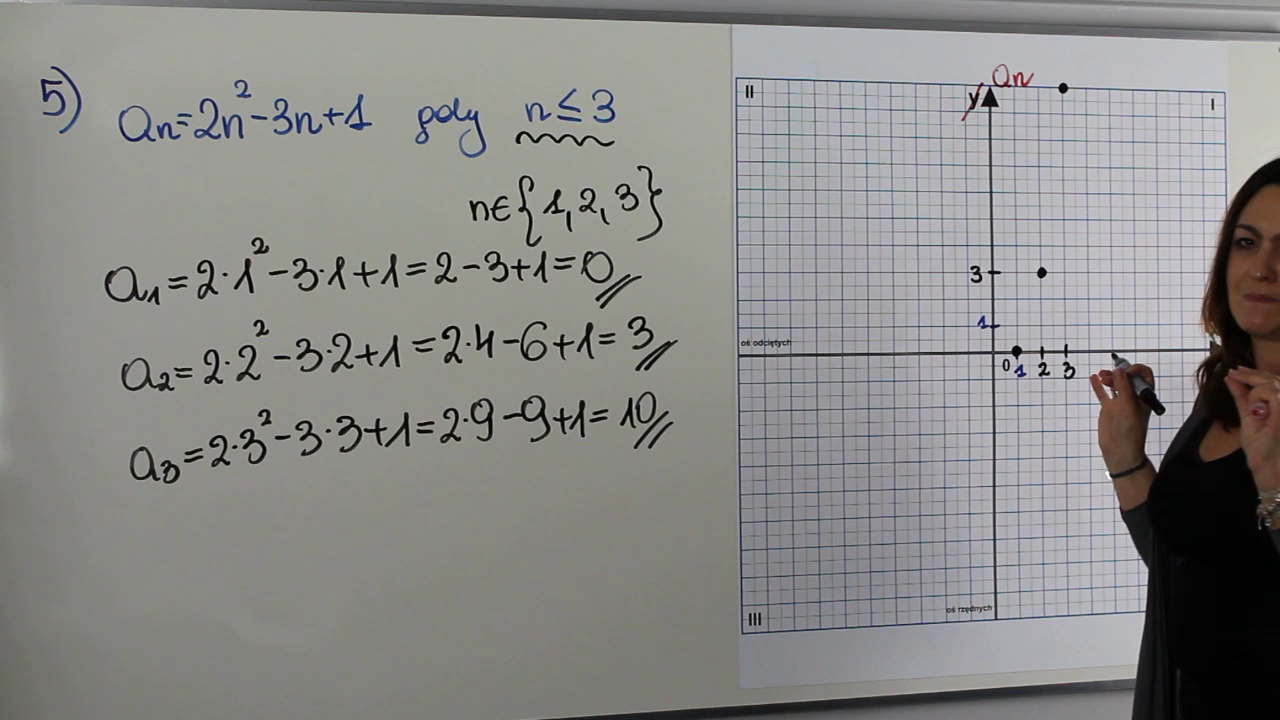 5) an=2n²-3n+1 gdy n≤3
n∈{1,2,3}
a₁=2·1²-3·1+1=2-3+1=0
a₂=2·2²-3·2+1=2·4-6+1=3
a₃=2·3²-3·3+1=2·9-9+1=10
an
II
y
I
3
1
oś odciętych
0 1 2 3
oś rzędnych
III